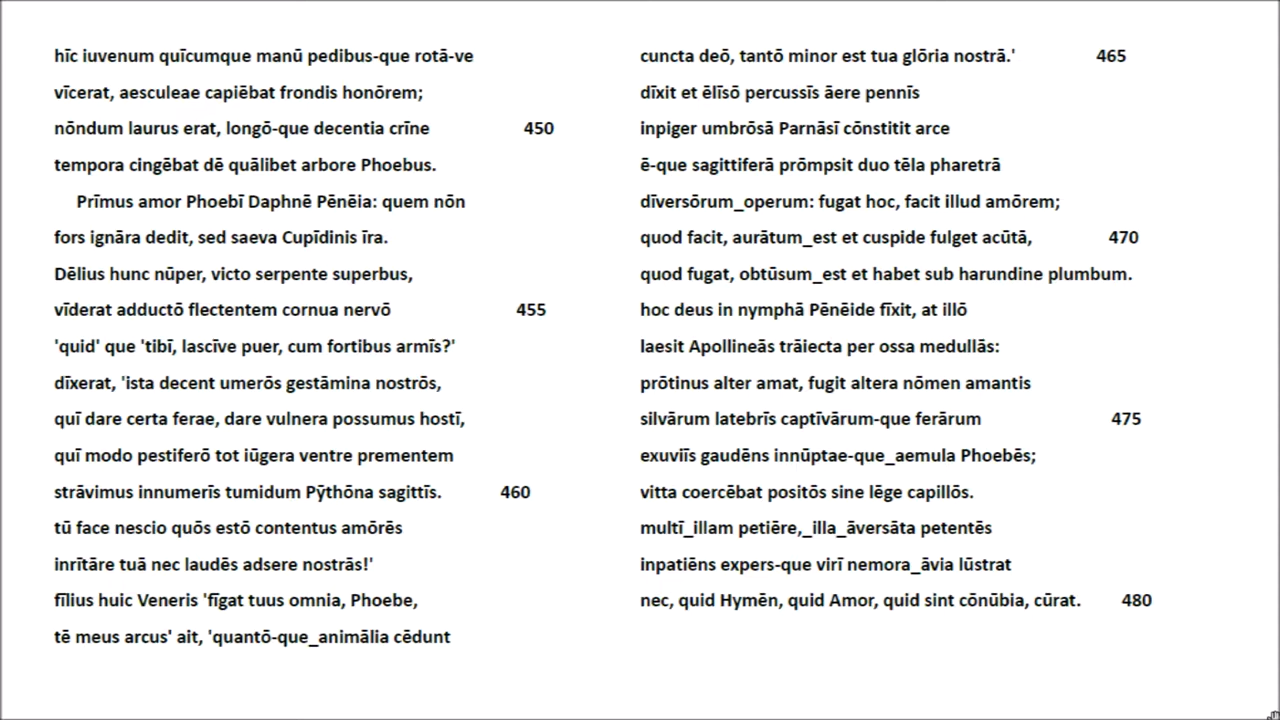 hīc iuvenum quīcumque manū pedibus-que rotā-ve
vīcerat, aesculeae capiēbat frondis honōrem;
nōndum laurus erat, longō-que decentia crīne 450
tempora cingēbat dē quālibet arbore Phoebus.
Prīmus amor Phoebī Daphnē Pēnēia: quem nōn
fors ignāra dedit, sed saeva Cupīdinis īra.
Dēlius hunc nūper, victo serpente superbus,
vīderat adductō flectentem cornua nervō 455
'quid' que 'tibī, lascīve puer, cum fortibus armīs?'
dīxerat, 'ista decent umerōs gestāmina nostrōs,
quī dare certa ferae, dare vulnera possumus hostī,
quī modo pestiferō tot iūgera ventre prementem
strāvimus innumerīs tumidum Pȳthōna sagittīs. 460
tū face nescio quōs estō contentus amōrēs
inrītāre tuā nec laudēs adsere nostrās!'
fīlius huic Veneris 'fīgat tuus omnia, Phoebe,
tē meus arcus' ait, 'quantō-que_animālia cēdunt
cuncta deō, tantō minor est tua glōria nostrā.' 465
dīxit et ēlīsō percussīs āere pennīs
inpiger umbrōsā Parnāsī cōnstitit arce
ē-que sagittiferā prōmpsit duo tēla pharetrā
dīversōrum_operum: fugat hoc, facit illud amōrem;
quod facit, aurātum_est et cuspide fulget acūtā, 470
quod fugat, obtūsum_est et habet sub harundine plumbum.
hoc deus in nymphā Pēnēide fīxit, at illō
laesit Apollineās trāiecta per ossa medullās:
prōtinus alter amat, fugit altera nōmen amantis
silvārum latebrīs captīvārum-que ferārum 475
exuviīs gaudēns innūptae-que_aemula Phoebēs;
vitta coercēbat positōs sine lēge capillōs.
multī_illam petiēre,_illa_āversāta petentēs
inpatiēns expers-que virī nemora_āvia lūstrat
nec, quid Hymēn, quid Amor, quid sint cōnūbia, cūrat. 480